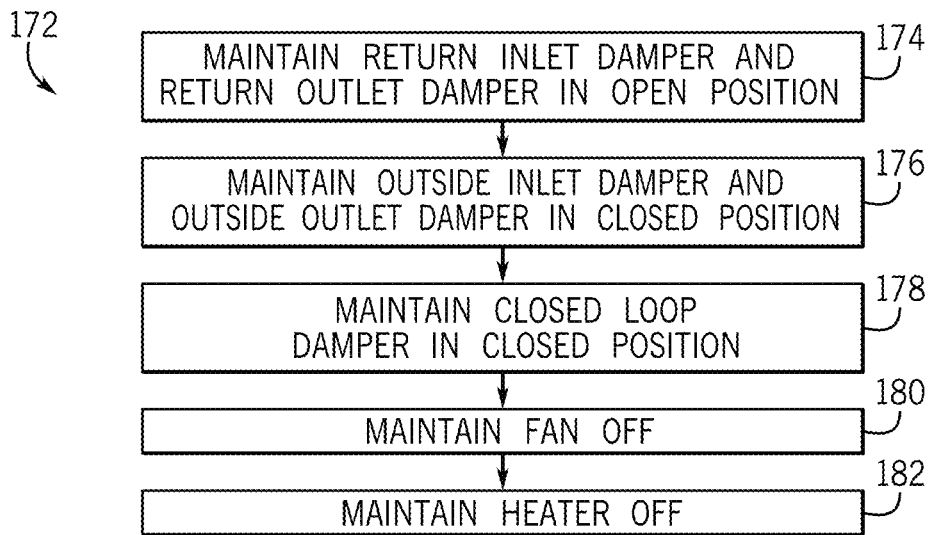 172
MAINTAIN RETURN INLET DAMPER AND
RETURN OUTLET DAMPER IN OPEN POSITION
174
MAINTAIN OUTSIDE INLET DAMPER AND
OUTSIDE OUTLET DAMPER IN CLOSED POSITION
176
MAINTAIN CLOSED LOOP
DAMPER IN CLOSED POSITION
178
MAINTAIN FAN OFF
180
MAINTAIN HEATER OFF
182